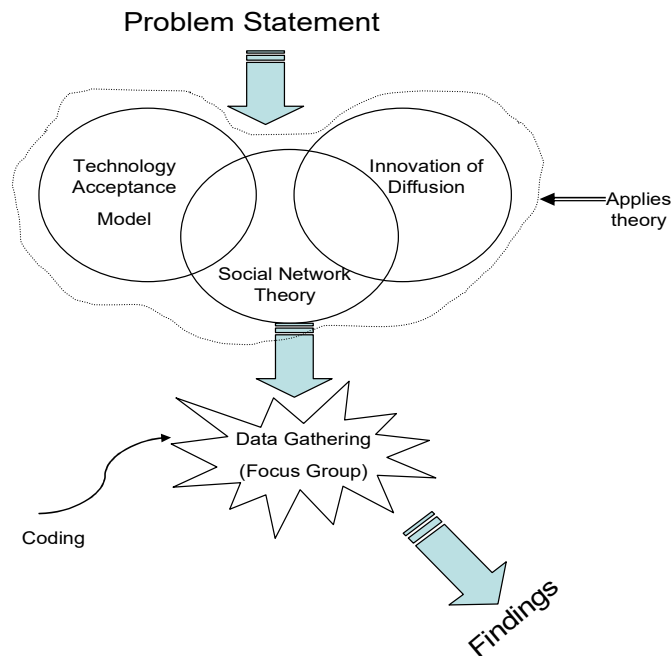 Problem Statement
Technology
Acceptance
Model
Innovation of
Diffusion
Applies
theory
Social Network
Theory
Data Gathering
(Focus Group)
Coding
Findings